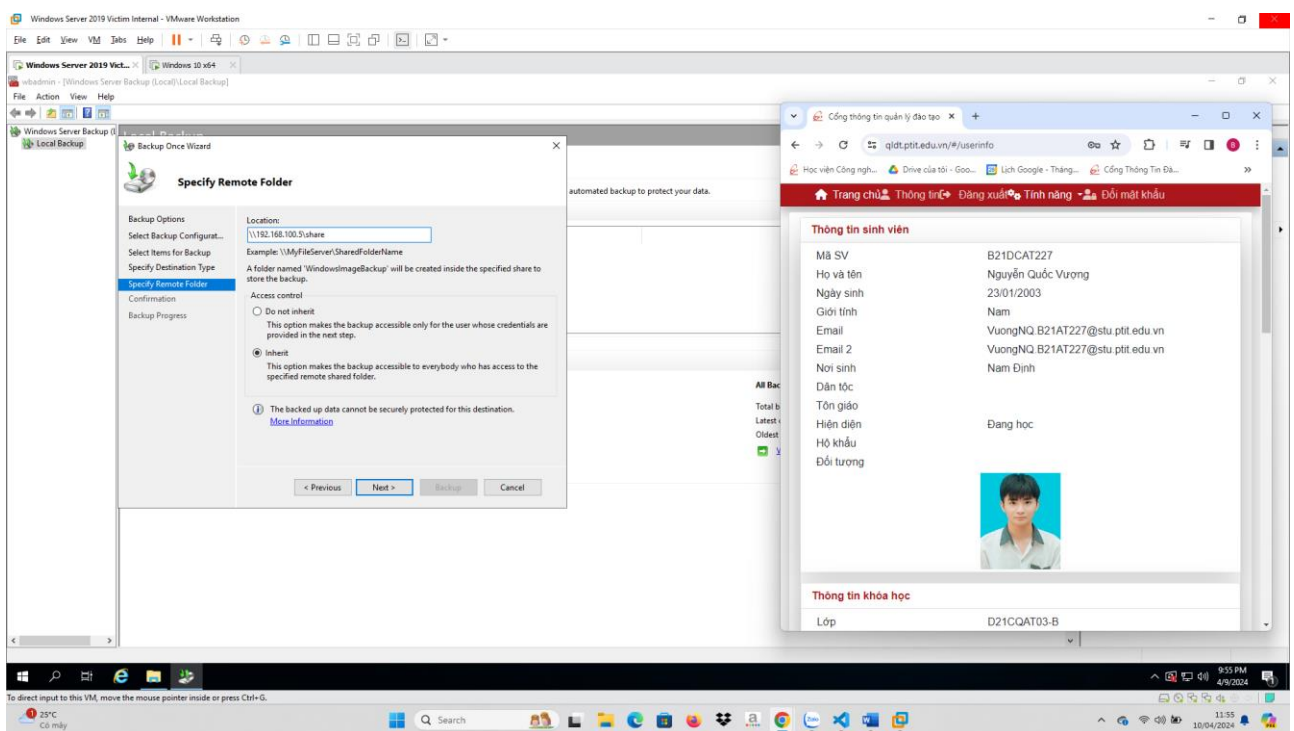 Windows Server 2019 Victim Internal - VMware Workstation
File Edit View VM Tabs Help
Windows Server 2019 Vict... Windows 10 x64
wbadmin - [Windows Server Backup (Local)\Local Backup]
File Action View Help
Windows Server Backup (L
Local Backup
Local Backup
Backup Once Wizard
Specify Remote Folder
automated backup to protect your data.
Backup Options
Select Backup Configurat...
Select Items for Backup
Specify Destination Type
Specify Remote Folder
Confirmation
Backup Progress
Location:
\\192.168.100.5\share
Example: \\MyFileServer\SharedFolderName
A folder named 'WindowsImageBackup' will be created inside the specified share to
store the backup.
Access control
Do not inherit
This option makes the backup accessible only for the user whose credentials are
provided in the next step.
Inherit
This option makes the backup accessible to everybody who has access to the
specified remote shared folder.
The backed up data cannot be securely protected for this destination.
More Information
< Previous Next > Backup Cancel
All Bac
Total b
Latest
Oldest
Cổng thông tin quản lý đào tạo
qldt.ptit.edu.vn/#/userinfo
Học viện Công ngh... Drive của tôi - Goo... Lịch Google - Tháng... Cổng Thông Tin Đà...
Trang chủ Thông tin Đăng xuất Tính năng Đổi mật khẩu
Thông tin sinh viên
Mã SV B21DCAT227
Họ và tên Nguyễn Quốc Vượng
Ngày sinh 23/01/2003
Giới tính Nam
Email VuongNQ.B21AT227@stu.ptit.edu.vn
Email 2 VuongNQ.B21AT227@stu.ptit.edu.vn
Nơi sinh Nam Định
Dân tộc
Tôn giáo
Hiện diện Đang học
Hộ khẩu
Đối tượng
Thông tin khóa học
Lớp D21CQAT03-B
9:55 PM
4/9/2024
To direct input to this VM, move the mouse pointer inside or press Ctrl+G.
25°C
Có mây
Search
11:55
10/04/2024